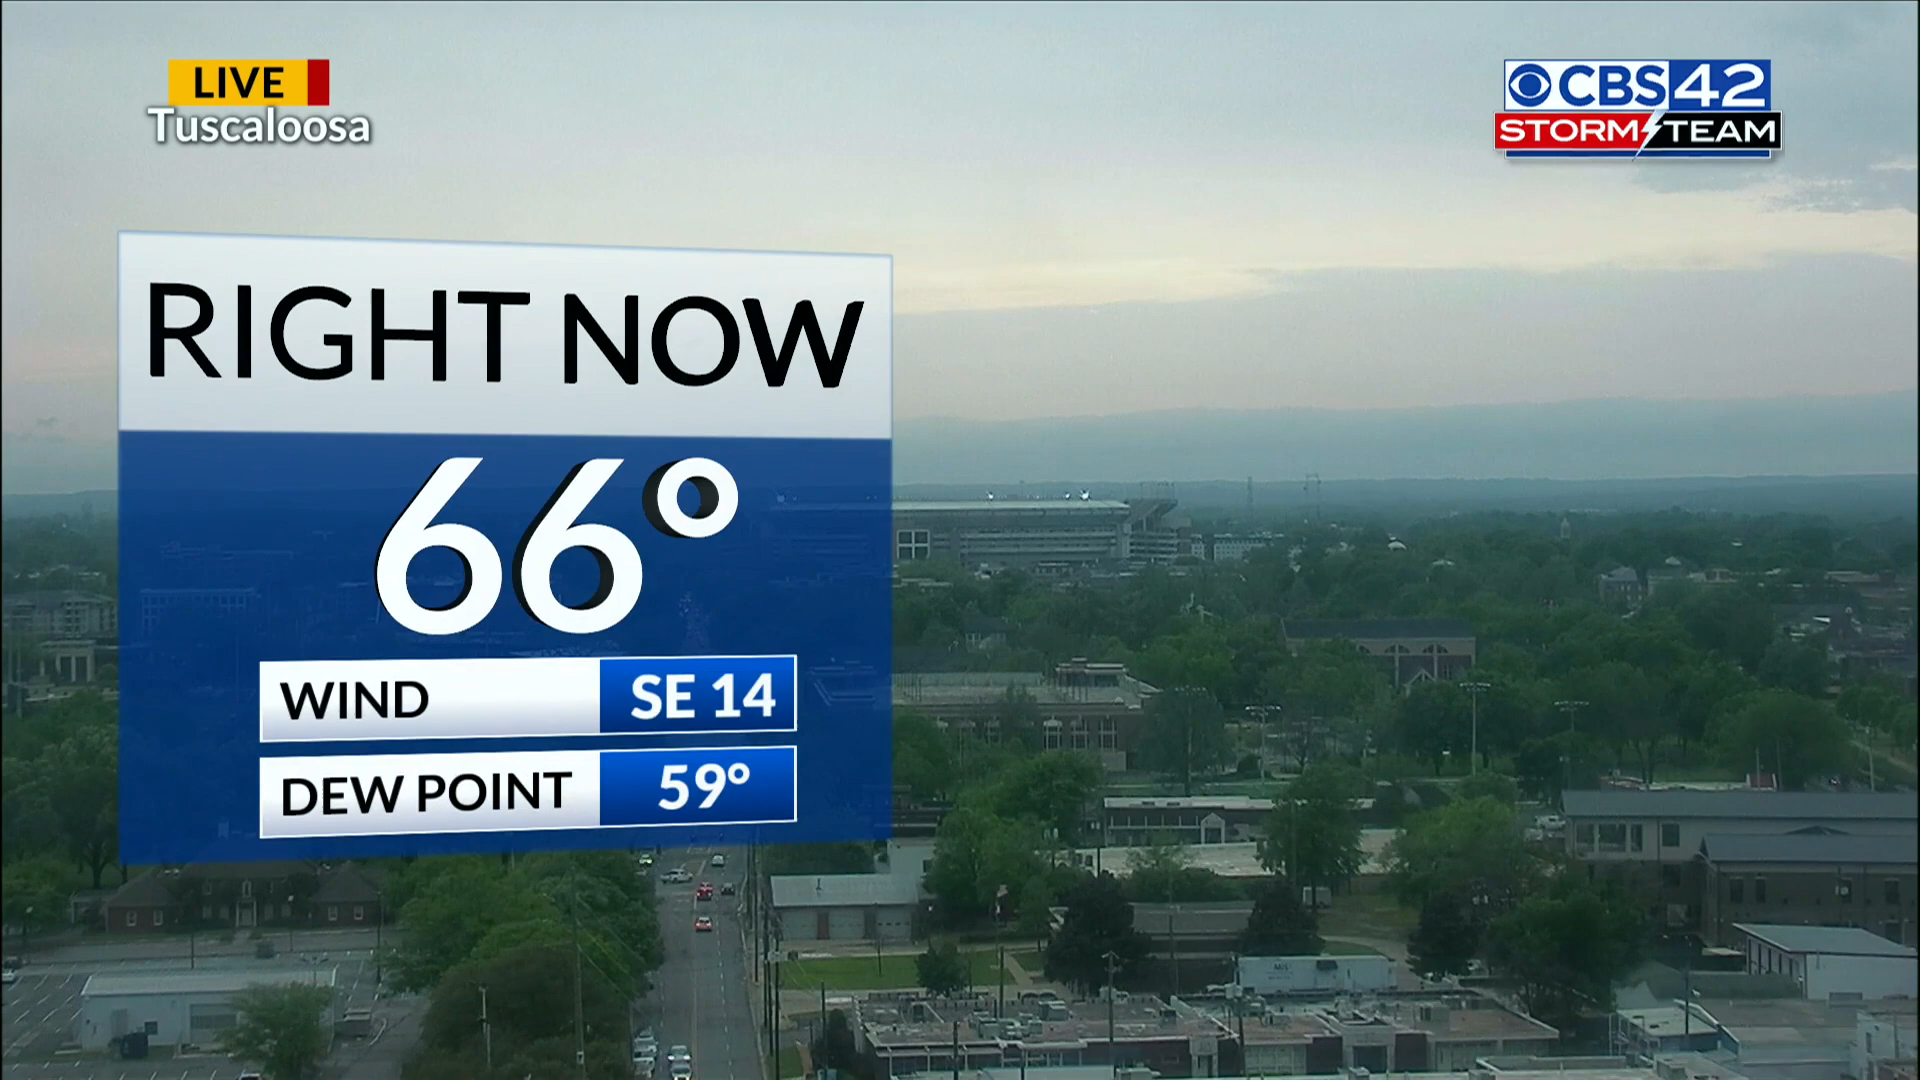 LIVE
Tuscaloosa
CBS42
STORM TEAM
RIGHT NOW
66°
WIND SE 14
DEW POINT 59°